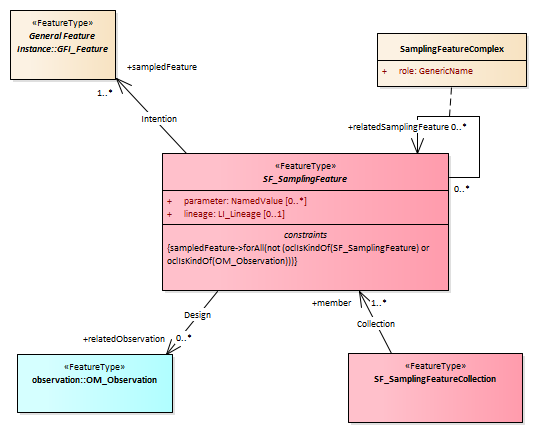 «FeatureType»
General Feature
Instance::GFI_Feature
SamplingFeatureComplex
+ role: GenericName
+sampledFeature
1..*
Intention
+relatedSamplingFeature 0..*
0..*
«FeatureType»
SF_SamplingFeature
+ parameter: NamedValue [0..*]
+ lineage: LI_Lineage [0..1]
constraints
{sampledFeature->forAll(not (oclIsKindOf(SF_SamplingFeature) or
oclIsKindOf(OM_Observation)))}
Design
+relatedObservation 0..*
+member 1..*
Collection
«FeatureType»
observation::OM_Observation
«FeatureType»
SF_SamplingFeatureCollection